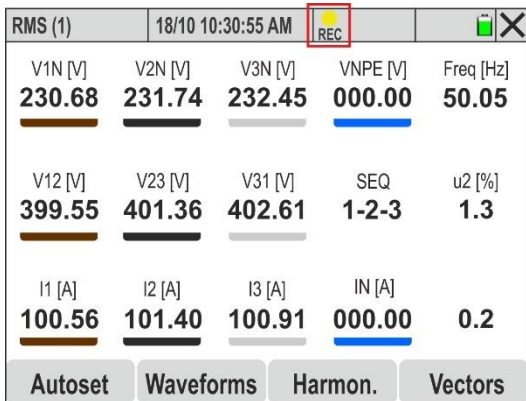 RMS (1) 18/10 10:30:55 AM REC
V1N [V] V2N [V] V3N [V] VNPE [V] Freq [Hz]
230.68 231.74 232.45 000.00 50.05
V12 [V] V23 [V] V31 [V] SEQ u2 [%]
399.55 401.36 402.61 1-2-3 1.3
I1 [A] I2 [A] I3 [A] IN [A]
100.56 101.40 100.91 000.00 0.2
Autoset Waveforms Harmon. Vectors